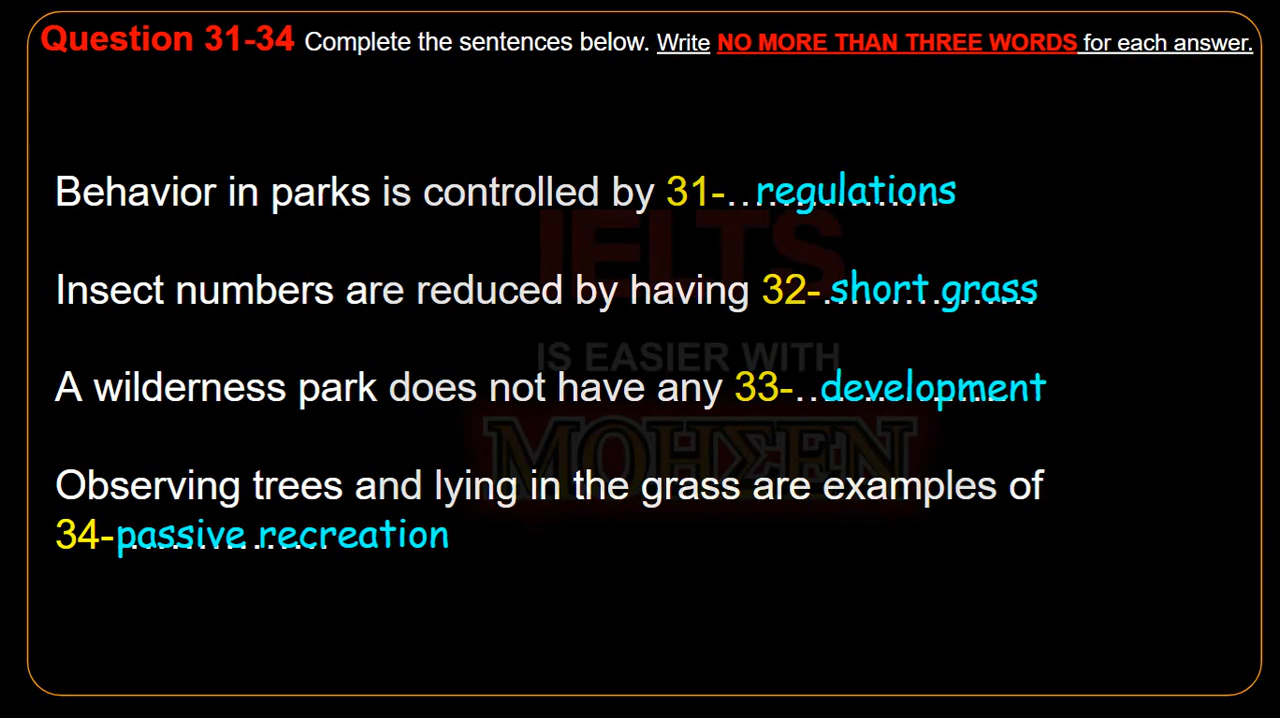 Question 31-34 Complete the sentences below. Write NO MORE THAN THREE WORDS for each answer.
Behavior in parks is controlled by 31-..regulations
IELTS
Insect numbers are reduced by having 32-.short grass
IS EASIER WITH
A wilderness park does not have any 33-..development
MOHΣEN
Observing trees and lying in the grass are examples of
34-passive recreation